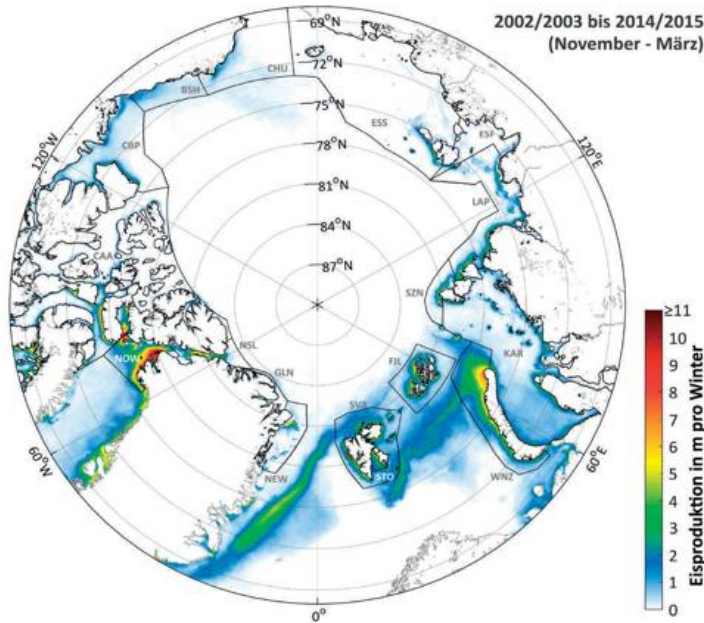 2002/2003 bis 2014/2015
(November - März)
69°N
72°N
75°N
78°N
81°N
84°N
87°N
120°W
120°E
60°W
60°E
0°
CHU
BSH
CBP
ESS
ESF
LAP
CAA
SZN
NOW
NSL
GLN
FJL
KAR
SVA
STO
NEW
WNZ
≥11
10
9
8
7
6
5
4
3
2
1
0
Eisproduktion in m pro Winter